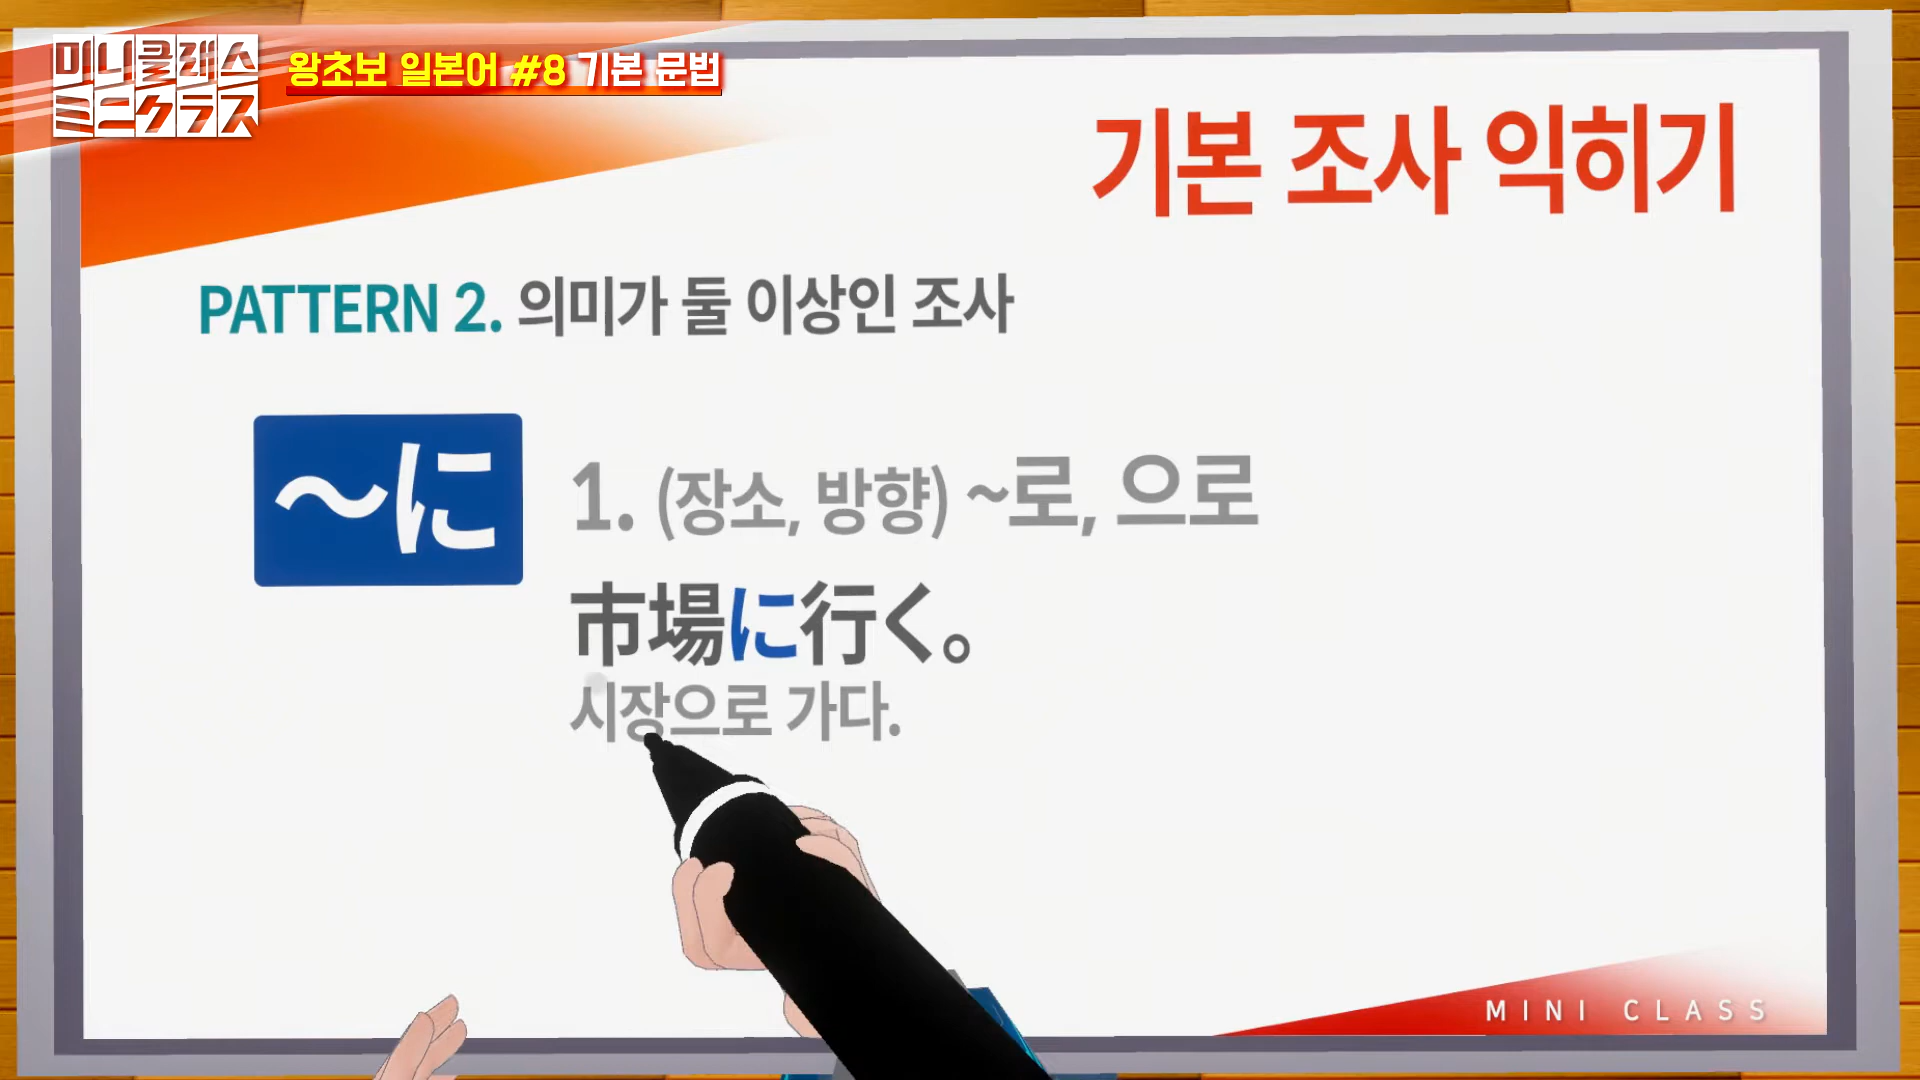 미니클래스
ミニクラス
왕초보 일본어 #8 기본 문법
기본 조사 익히기
PATTERN 2. 의미가 둘 이상인 조사
~に
1. (장소, 방향) ~로, 으로
市場に行く。
시장으로 가다.
MINI CLASS